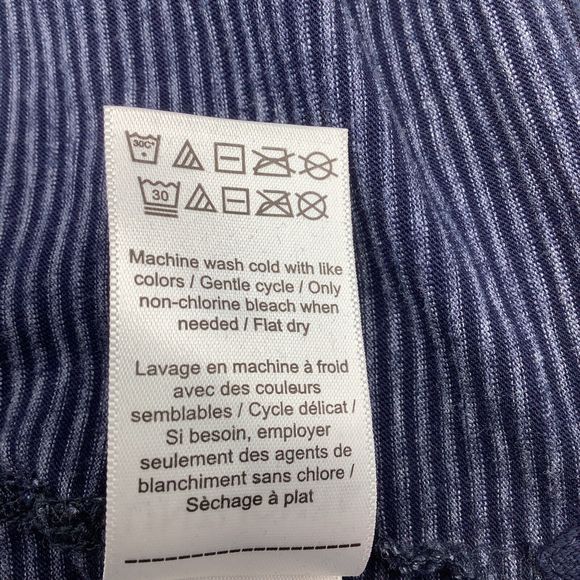 30C°
30
Machine wash cold with like
colors / Gentle cycle / Only
non-chlorine bleach when
needed / Flat dry
Lavage en machine à froid
avec des couleurs
semblables / Cycle délicat /
Si besoin, employer
seulement des agents de
blanchiment sans chlore /
Sèchage à plat